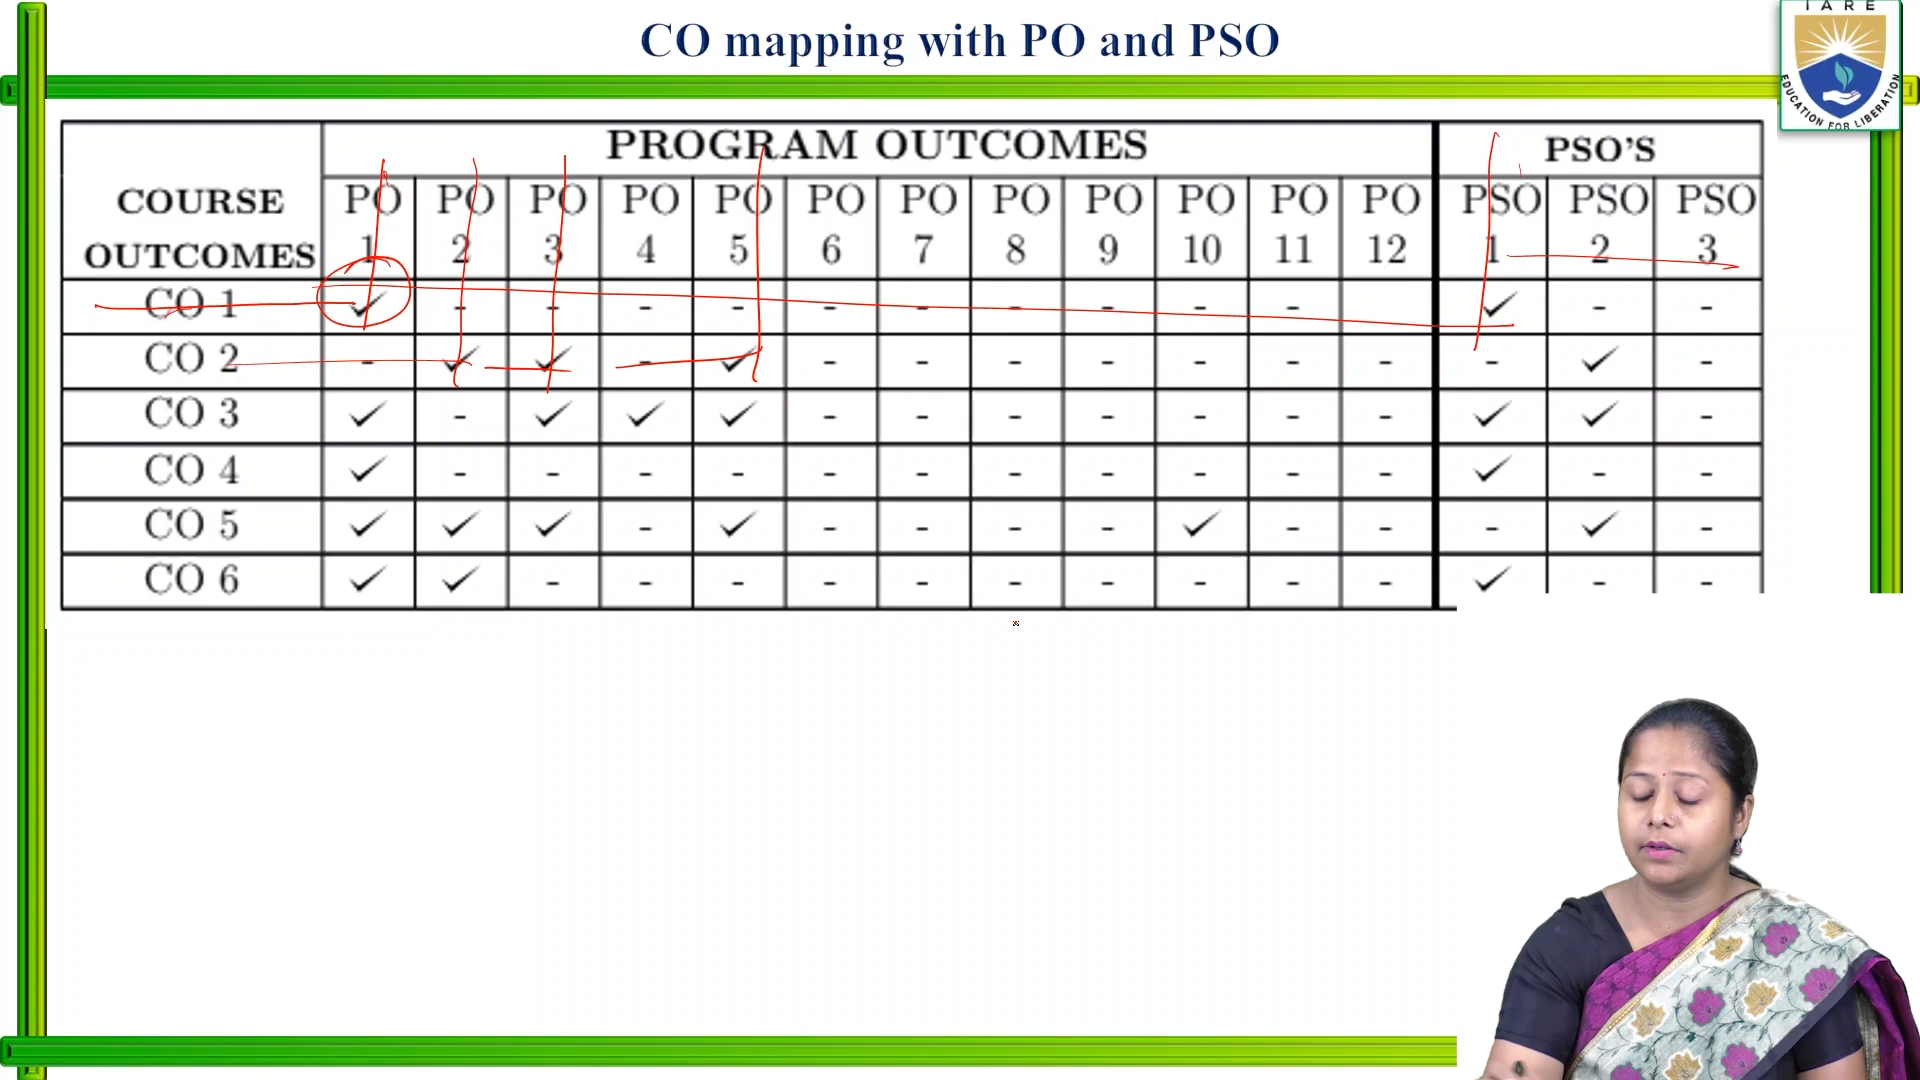 CO mapping with PO and PSO
IARE
EDUCATION FOR LIBERATION
COURSE OUTCOMES PROGRAM OUTCOMES PSO'S
PO 1 PO 2 PO 3 PO 4 PO 5 PO 6 PO 7 PO 8 PO 9 PO 10 PO 11 PO 12 PSO 1 PSO 2 PSO 3
CO 1 ✓ - - - - - - - - - - - ✓ - -
CO 2 - ✓ ✓ - ✓ - - - - - - - - ✓ -
CO 3 ✓ - ✓ ✓ ✓ - - - - - - - ✓ ✓ -
CO 4 ✓ - - - - - - - - - - - ✓ - -
CO 5 ✓ ✓ ✓ - ✓ - - - - ✓ - - - ✓ -
CO 6 ✓ ✓ - - - - - - - - - - ✓ - -